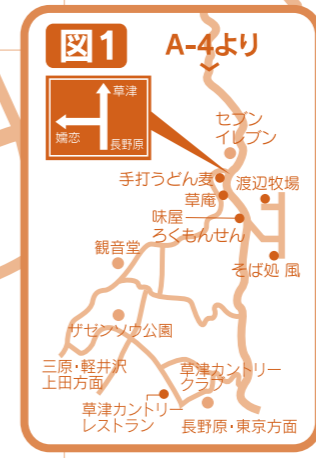 図1
A-4より
草津
嬬恋
長野原
セブン
イレブン
手打うどん麦
渡辺牧場
草庵
味屋
ろくもんせん
観音堂
そば処 風
ザゼンソウ公園
三原・軽井沢
上田方面
草津カントリー
クラブ
草津カントリー
レストラン
長野原・東京方面